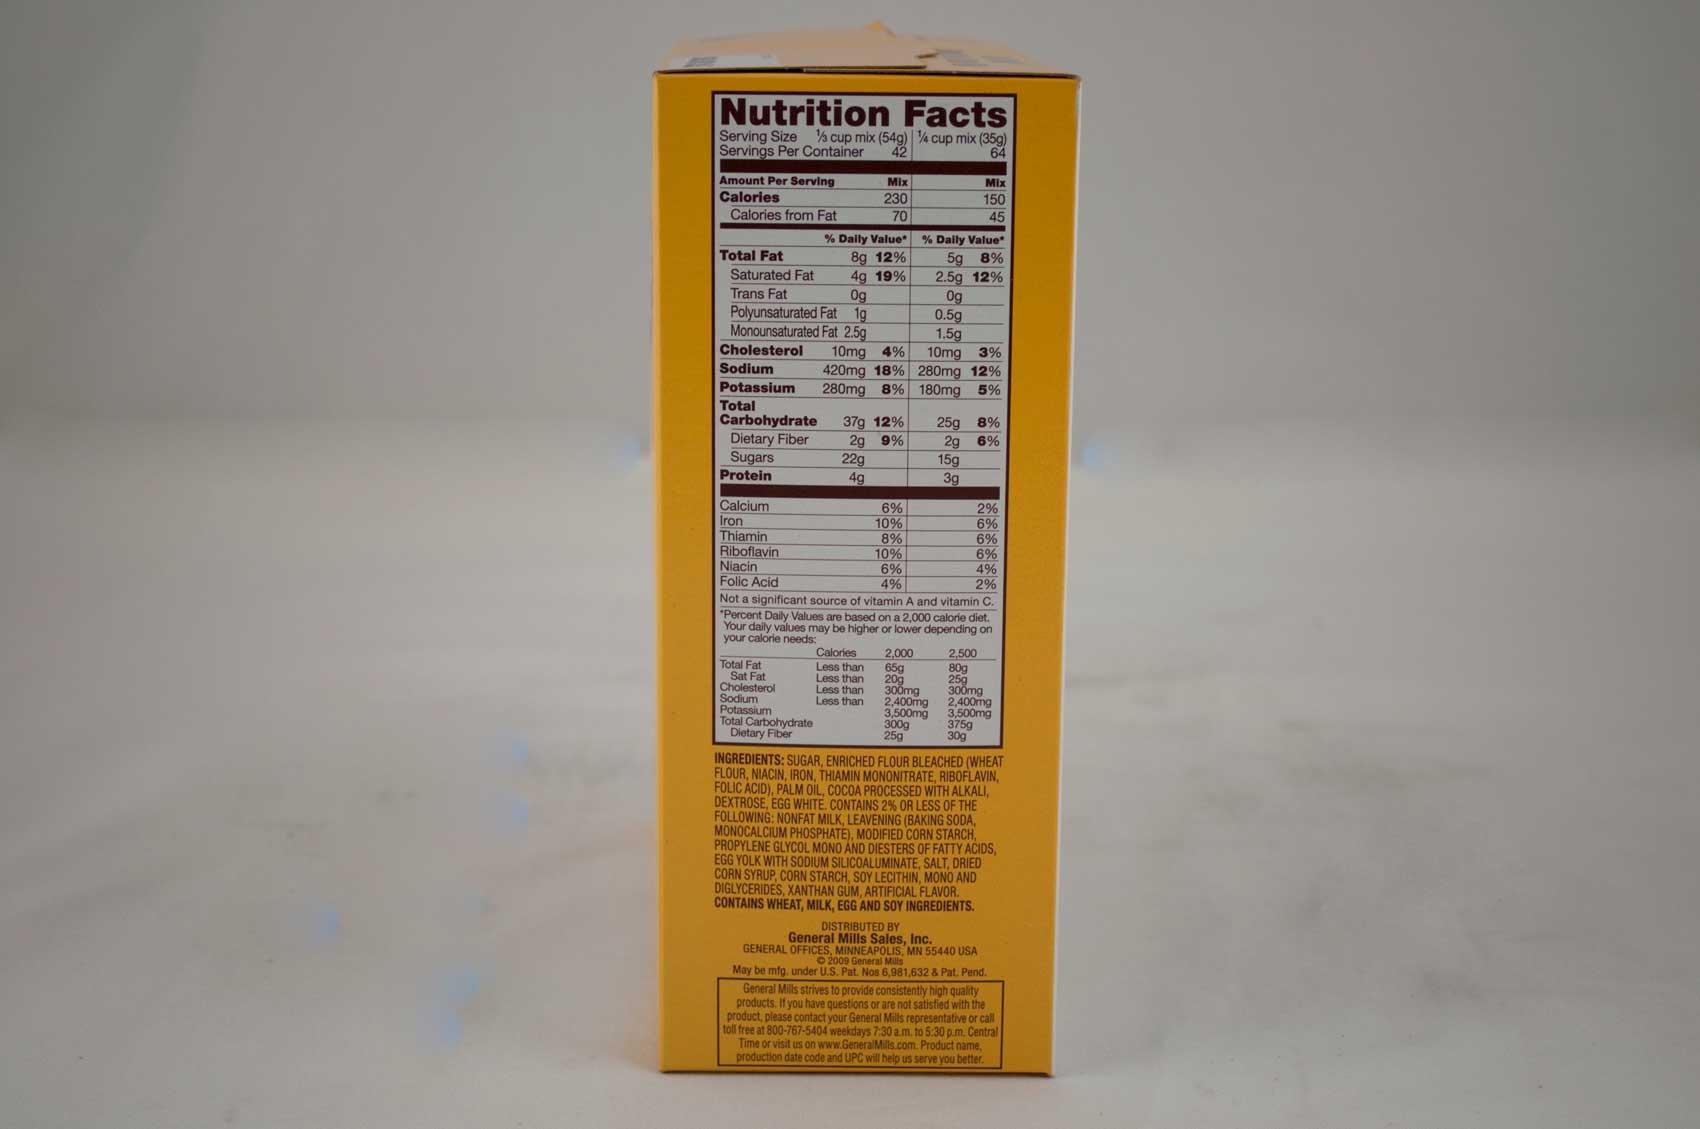 Nutrition Facts
Serving Size ⅓ cup mix (54g) ¼ cup mix (35g)
Servings Per Container 42 64
Amount Per Serving Mix Mix
Calories 230 150
Calories from Fat 70 45
% Daily Value* % Daily Value*
Total Fat 8g 12% 5g 8%
Saturated Fat 4g 19% 2.5g 12%
Trans Fat 0g 0g
Polyunsaturated Fat 1g 0.5g
Monounsaturated Fat 2.5g 1.5g
Cholesterol 10mg 4% 10mg 3%
Sodium 420mg 18% 280mg 12%
Potassium 280mg 8% 180mg 5%
Total
Carbohydrate 37g 12% 25g 8%
Dietary Fiber 2g 9% 2g 6%
Sugars 22g 15g
Protein 4g 3g
Calcium 6% 2%
Iron 10% 6%
Thiamin 8% 6%
Riboflavin 10% 6%
Niacin 6% 4%
Folic Acid 4% 2%
Not a significant source of vitamin A and vitamin C.
*Percent Daily Values are based on a 2,000 calorie diet.
Your daily values may be higher or lower depending on
your calorie needs:
Calories 2,000 2,500
Total Fat Less than 65g 80g
Sat Fat Less than 20g 25g
Cholesterol Less than 300mg 300mg
Sodium Less than 2,400mg 2,400mg
Potassium 3,500mg 3,500mg
Total Carbohydrate 300g 375g
Dietary Fiber 25g 30g
INGREDIENTS: SUGAR, ENRICHED FLOUR BLEACHED (WHEAT
FLOUR, NIACIN, IRON, THIAMIN MONONITRATE, RIBOFLAVIN,
FOLIC ACID), PALM OIL, COCOA PROCESSED WITH ALKALI,
DEXTROSE, EGG WHITE. CONTAINS 2% OR LESS OF THE
FOLLOWING: NONFAT MILK, LEAVENING (BAKING SODA,
MONOCALCIUM PHOSPHATE), MODIFIED CORN STARCH,
PROPYLENE GLYCOL MONO AND DIESTERS OF FATTY ACIDS,
EGG YOLK WITH SODIUM SILICOALUMINATE, SALT, DRIED
CORN SYRUP, CORN STARCH, SOY LECITHIN, MONO AND
DIGLYCERIDES, XANTHAN GUM, ARTIFICIAL FLAVOR.
CONTAINS WHEAT, MILK, EGG AND SOY INGREDIENTS.
DISTRIBUTED BY
General Mills Sales, Inc.
GENERAL OFFICES, MINNEAPOLIS, MN 55440 USA
© 2009 General Mills
May be mfg. under U.S. Pat. Nos 6,981,632 & Pat. Pend.
General Mills strives to provide consistently high quality
products. If you have questions or are not satisfied with the
product, please contact your General Mills representative or call
toll free at 800-767-5404 weekdays 7:30 a.m. to 5:30 p.m. Central
Time or visit us on www.GeneralMills.com. Product name,
production date code and UPC will help us serve you better.